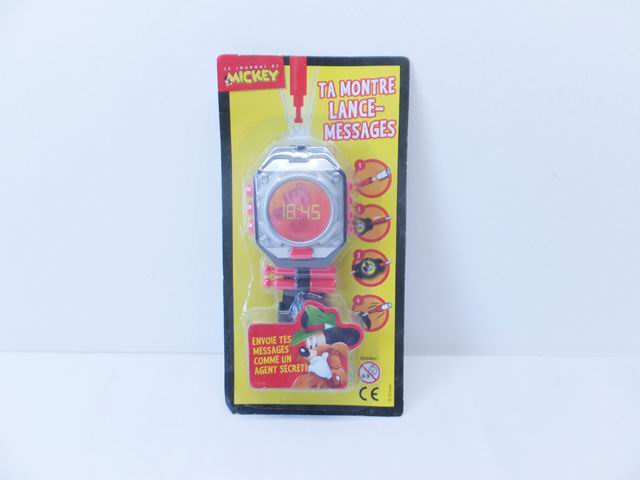 LE JOURNAL DE
MICKEY
TA MONTRE
LANCE-
MESSAGES
18:45
ENVOIE TES
MESSAGES
COMME UN
AGENT SECRET!
CE